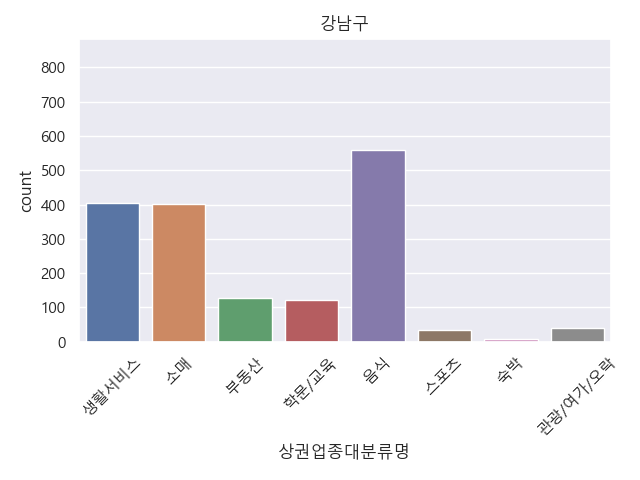 강남구
800
700
600
500
400
300
200
100
0
count
생활서비스
소매
부동산
학문/교육
음식
스포츠
숙박
관광/여가/오락
상권업종대분류명